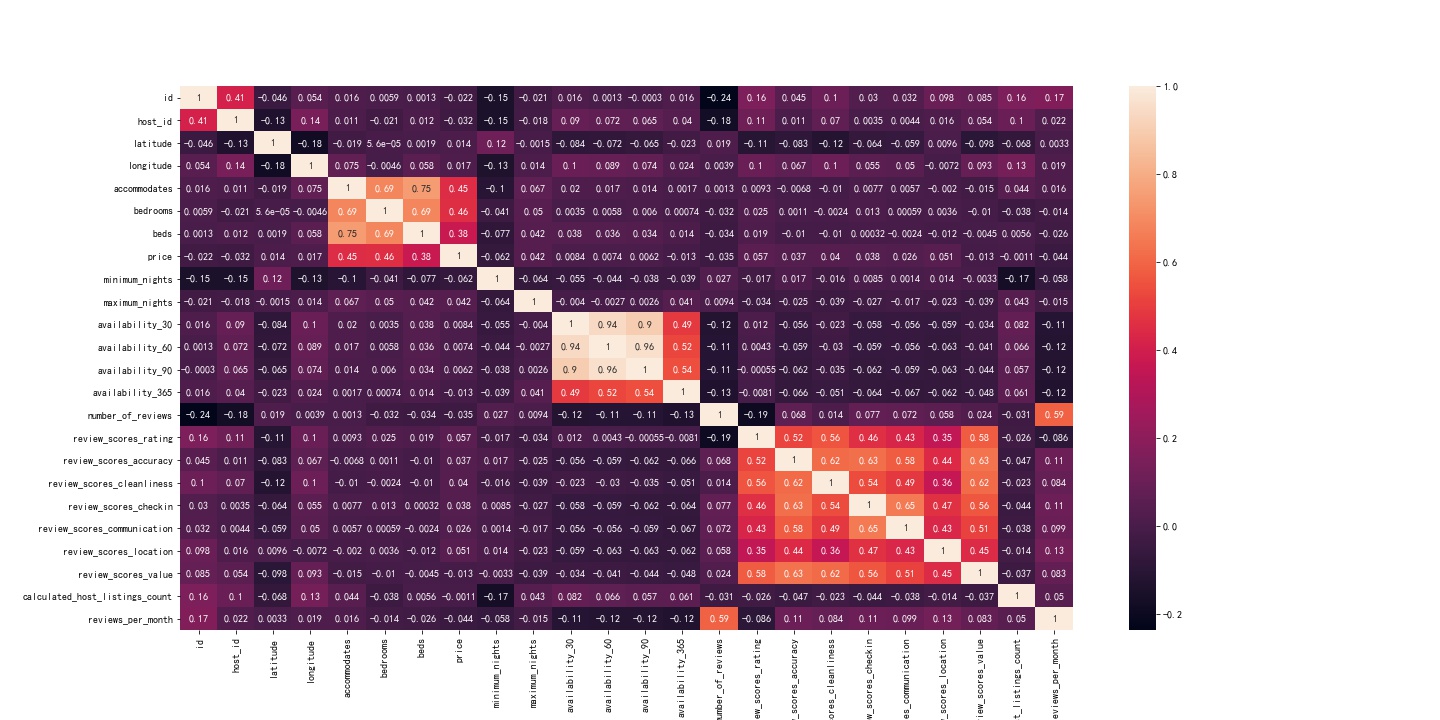 id 1 0.41 -0.046 0.054 0.016 0.0059 0.0013 -0.022 -0.15 -0.021 0.016 0.0013 -0.0003 0.016 -0.24 0.16 0.045 0.1 0.03 0.032 0.098 0.085 0.16 0.17 1.0
host_id 0.41 1 -0.13 0.14 0.011 -0.021 0.012 -0.032 -0.15 -0.018 0.09 0.072 0.065 0.04 -0.18 0.11 0.011 0.07 0.0035 0.0044 0.016 0.054 0.1 0.022
latitude -0.046 -0.13 1 -0.18 -0.019 5.6e-05 0.0019 0.014 0.12 -0.0015 -0.084 -0.072 -0.065 -0.023 0.019 -0.11 -0.083 -0.12 -0.064 -0.059 0.0096 -0.098 -0.068 0.0033
longitude 0.054 0.14 -0.18 1 0.075 -0.0046 0.058 0.017 -0.13 0.014 0.1 0.089 0.074 0.024 0.0039 0.1 0.067 0.1 0.055 0.05 -0.0072 0.093 0.13 0.019
0.8
accommodates 0.016 0.011 -0.019 0.075 1 0.69 0.75 0.45 -0.1 0.067 0.02 0.017 0.014 0.0017 0.0013 0.0093 -0.0068 -0.01 0.0077 0.0057 -0.002 -0.015 0.044 0.016
bedrooms 0.0059 -0.021 5.6e-05 -0.0046 0.69 1 0.69 0.46 -0.041 0.05 0.0035 0.0058 0.006 0.00074 -0.032 0.025 0.0011 -0.0024 0.013 0.00059 0.0036 -0.01 -0.038 -0.014
beds 0.0013 0.012 0.0019 0.058 0.75 0.69 1 0.38 -0.077 0.042 0.038 0.036 0.034 0.014 -0.034 0.019 -0.01 -0.01 0.00032 -0.0024 -0.012 -0.0045 0.0056 -0.026
price -0.022 -0.032 0.014 0.017 0.45 0.46 0.38 1 -0.062 0.042 0.0084 0.0074 0.0062 -0.013 -0.035 0.057 0.037 0.04 0.038 0.026 0.051 -0.013 -0.0011 -0.044
0.6
minimum_nights -0.15 -0.15 0.12 -0.13 -0.1 -0.041 -0.077 -0.062 1 -0.064 -0.055 -0.044 -0.038 -0.039 0.027 -0.017 0.017 -0.016 0.0085 0.0014 0.014 -0.0033 -0.17 -0.058
maximum_nights -0.021 -0.018 -0.0015 0.014 0.067 0.05 0.042 0.042 -0.064 1 -0.004 -0.0027 0.0026 0.041 0.0094 -0.034 -0.025 -0.039 -0.027 -0.017 -0.023 -0.039 0.043 -0.015
availability_30 0.016 0.09 -0.084 0.1 0.02 0.0035 0.038 0.0084 -0.055 -0.004 1 0.94 0.9 0.49 -0.12 0.012 -0.056 -0.023 -0.058 -0.056 -0.059 -0.034 0.082 -0.11
availability_60 0.0013 0.072 -0.072 0.089 0.017 0.0058 0.036 0.0074 -0.044 -0.0027 0.94 1 0.96 0.52 -0.11 0.0043 -0.059 -0.03 -0.059 -0.056 -0.063 -0.041 0.066 -0.12
0.4
availability_90 -0.0003 0.065 -0.065 0.074 0.014 0.006 0.034 0.0062 -0.038 0.0026 0.9 0.96 1 0.54 -0.11 -0.00055 -0.062 -0.035 -0.062 -0.059 -0.063 -0.044 0.057 -0.12
availability_365 0.016 0.04 -0.023 0.024 0.0017 0.00074 0.014 -0.013 -0.039 0.041 0.49 0.52 0.54 1 -0.13 -0.0081 -0.066 -0.051 -0.064 -0.067 -0.062 -0.048 0.061 -0.12
number_of_reviews -0.24 -0.18 0.019 0.0039 0.0013 -0.032 -0.034 -0.035 0.027 0.0094 -0.12 -0.11 -0.11 -0.13 1 -0.19 0.068 0.014 0.077 0.072 0.058 0.024 -0.031 0.59
review_scores_rating 0.16 0.11 -0.11 0.1 0.0093 0.025 0.019 0.057 -0.017 -0.034 0.012 0.0043 -0.00055 -0.0081 -0.19 1 0.52 0.56 0.46 0.43 0.35 0.58 -0.026 -0.086
0.2
review_scores_accuracy 0.045 0.011 -0.083 0.067 -0.0068 0.0011 -0.01 0.037 0.017 -0.025 -0.056 -0.059 -0.062 -0.066 0.068 0.52 1 0.62 0.63 0.58 0.44 0.63 -0.047 0.11
review_scores_cleanliness 0.1 0.07 -0.12 0.1 -0.01 -0.0024 -0.01 0.04 -0.016 -0.039 -0.023 -0.03 -0.035 -0.051 0.014 0.56 0.62 1 0.54 0.49 0.36 0.62 -0.023 0.084
review_scores_checkin 0.03 0.0035 -0.064 0.055 0.0077 0.013 0.00032 0.038 0.0085 -0.027 -0.058 -0.059 -0.062 -0.064 0.077 0.46 0.63 0.54 1 0.65 0.47 0.56 -0.044 0.11
review_scores_communication 0.032 0.0044 -0.059 0.05 0.0057 0.00059 -0.0024 0.026 0.0014 -0.017 -0.056 -0.056 -0.059 -0.067 0.072 0.43 0.58 0.49 0.65 1 0.43 0.51 -0.038 0.099
0.0
review_scores_location 0.098 0.016 0.0096 -0.0072 -0.002 0.0036 -0.012 0.051 0.014 -0.023 -0.059 -0.063 -0.063 -0.062 0.058 0.35 0.44 0.36 0.47 0.43 1 0.45 -0.014 0.13
review_scores_value 0.085 0.054 -0.098 0.093 -0.015 -0.01 -0.0045 -0.013 -0.0033 -0.039 -0.034 -0.041 -0.044 -0.048 0.024 0.58 0.63 0.62 0.56 0.51 0.45 1 -0.037 0.083
calculated_host_listings_count 0.16 0.1 -0.068 0.13 0.044 -0.038 0.0056 -0.0011 -0.17 0.043 0.082 0.066 0.057 0.061 -0.031 -0.026 -0.047 -0.023 -0.044 -0.038 -0.014 -0.037 1 0.05
reviews_per_month 0.17 0.022 0.0033 0.019 0.016 -0.014 -0.026 -0.044 -0.058 -0.015 -0.11 -0.12 -0.12 -0.12 0.59 -0.086 0.11 0.084 0.11 0.099 0.13 0.083 0.05 1
-0.2
id
host_id
latitude
longitude
accommodates
bedrooms
beds
price
minimum_nights
maximum_nights
availability_30
availability_60
availability_90
availability_365
umber_of_reviews
ew_scores_rating
_scores_accuracy
ores_cleanliness
w_scores_checkin
es_communication
_scores_location
iew_scores_value
t_listings_count
eviews_per_month